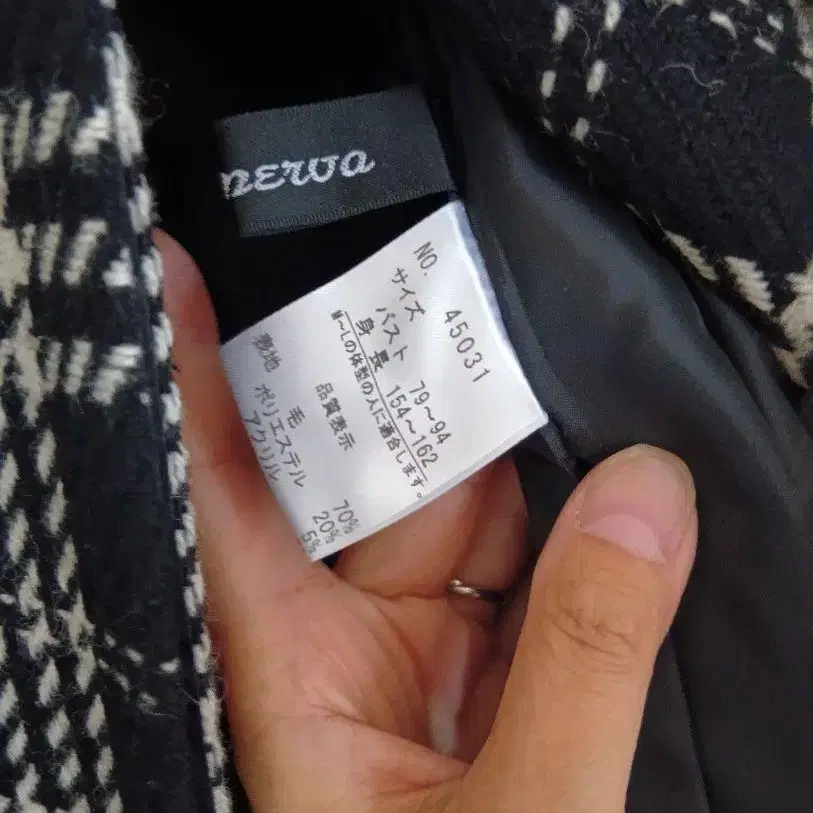 nerva
NO. 45031
サイズ
バスト 79～94
身長 154～162
M～Lの体型の人に適合します。
品質表示
表地 毛 70%
ポリエステル 20%
アクリル 5%